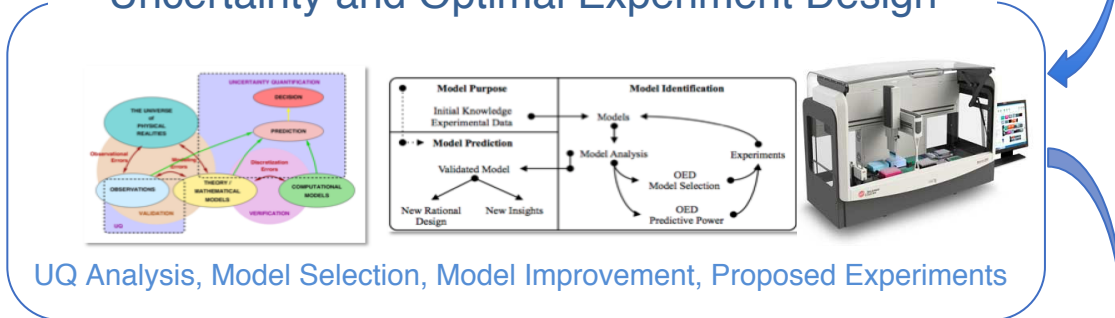 Uncertainty and Optimal Experiment Design
UNCERTAINTY QUANTIFICATION
DECISION
THE UNIVERSE
of
PHYSICAL
REALITIES
PREDICTION
Observational
Errors
Errors
Discretization
Errors
OBSERVATIONS
THEORY /
MATHEMATICAL
MODELS
COMPUTATIONAL
MODELS
VALIDATION
VERIFICATION
UQ
Model Purpose
Initial Knowledge
Experimental Data
Model Prediction
Validated Model
New Rational
Design
New Insights
Model Identification
Models
Model Analysis
Experiments
OED
Model Selection
OED
Predictive Power
UQ Analysis, Model Selection, Model Improvement, Proposed Experiments